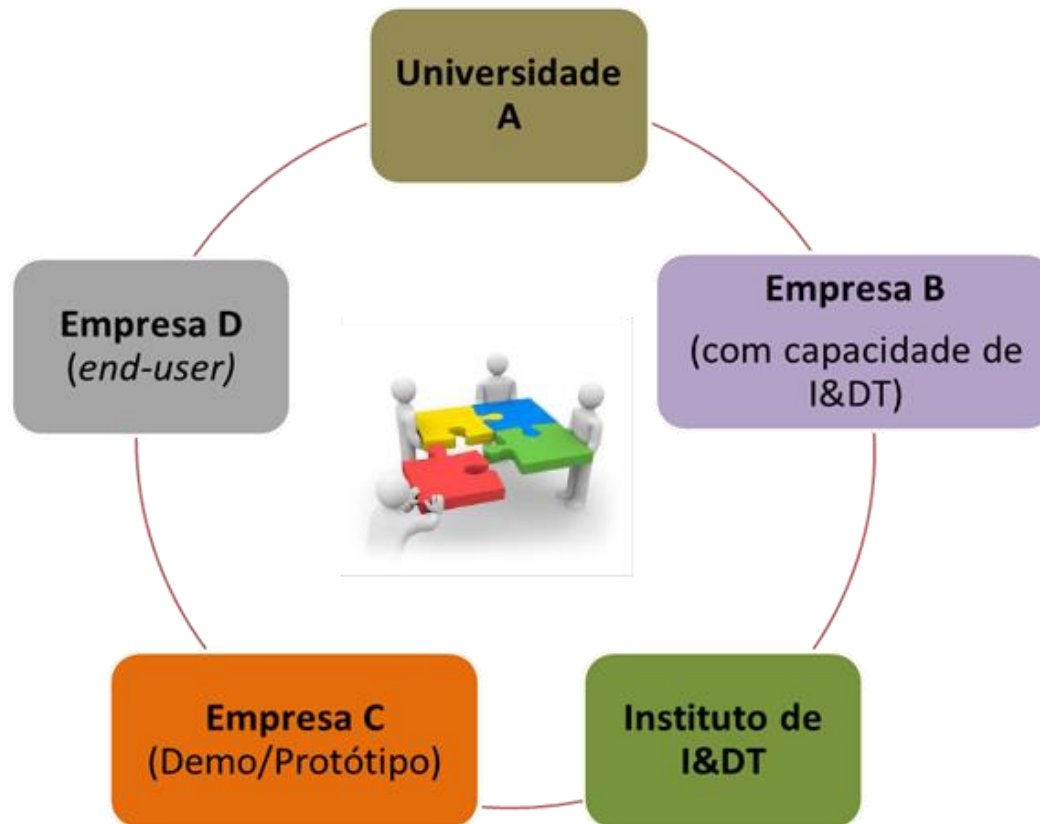 Universidade
A
Empresa B
(com capacidade de
I&DT)
Instituto de
I&DT
Empresa C
(Demo/Protótipo)
Empresa D
(end-user)